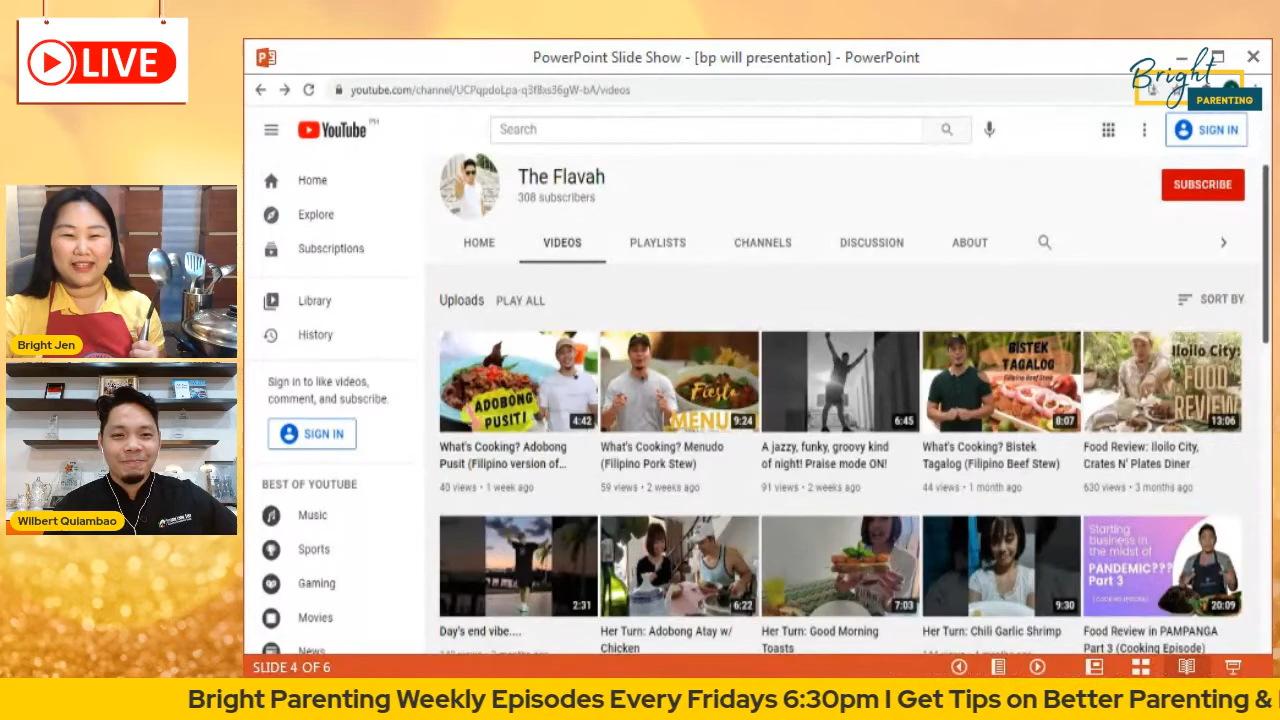 LIVE
PowerPoint Slide Show - [bp will presentation] - PowerPoint
Bright
PARENTING
YouTube PH
Search
SIGN IN
Home
Explore
Subscriptions
Library
History
Sign in to like videos,
comment, and subscribe.
SIGN IN
BEST OF YOUTUBE
Music
Sports
Gaming
Movies
News
The Flavah
308 subscribers
SUBSCRIBE
HOME VIDEOS PLAYLISTS CHANNELS DISCUSSION ABOUT
Uploads PLAY ALL
SORT BY
ADOBONG
PUSIT!
4:42
Fiesta
MENU
9:24
6:45
BISTEK
TAGALOG
Filipino Beef Stew
8:07
Iloilo City:
FOOD
REVIEW
13:06
What's Cooking? Adobong
Pusit (Filipino version of...
40 views • 1 week ago
What's Cooking? Menudo
(Filipino Pork Stew)
59 views • 2 weeks ago
A jazzy, funky, groovy kind
of night! Praise mode ON!
91 views • 2 weeks ago
What's Cooking? Bistek
Tagalog (Filipino Beef Stew)
44 views • 1 month ago
Food Review: Iloilo City,
Crates N' Plates Diner
630 views • 3 months ago
2:31
6:22
7:03
9:30
Starting
business in
the midst of
PANDEMIC???
Part 3
20:09
Day's end vibe....
Her Turn: Adobong Atay w/
Chicken
Her Turn: Good Morning
Toasts
Her Turn: Chili Garlic Shrimp
Food Review in PAMPANGA
Part 3 (Cooking Episode)
Bright Jen
Wilbert Quiambao
SLIDE 4 OF 6
Bright Parenting Weekly Episodes Every Fridays 6:30pm I Get Tips on Better Parenting &